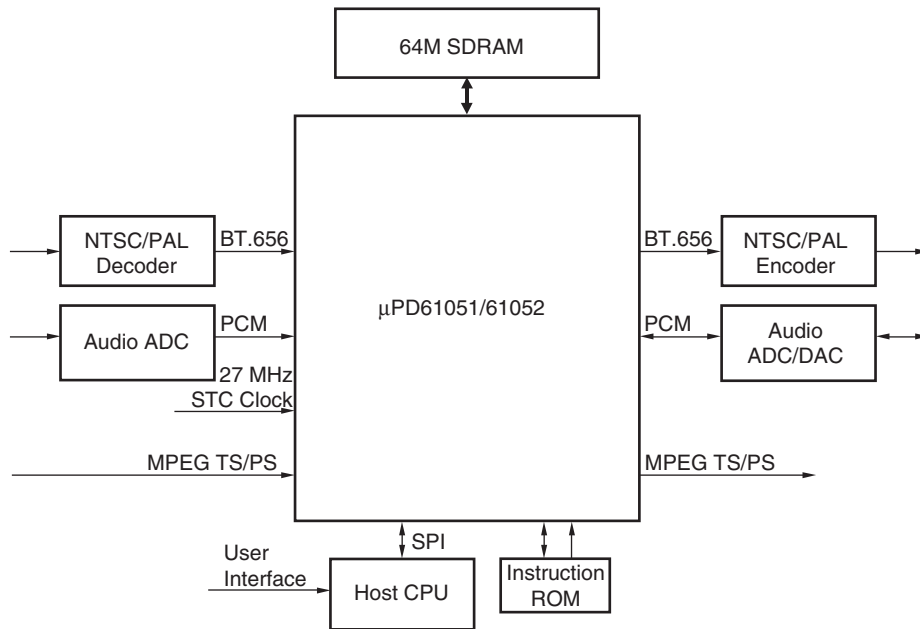 64M SDRAM
NTSC/PAL
Decoder
BT.656
BT.656
NTSC/PAL
Encoder
μPD61051/61052
Audio ADC
PCM
PCM
Audio
ADC/DAC
27 MHz
STC Clock
MPEG TS/PS
MPEG TS/PS
SPI
User
Interface
Host CPU
Instruction
ROM